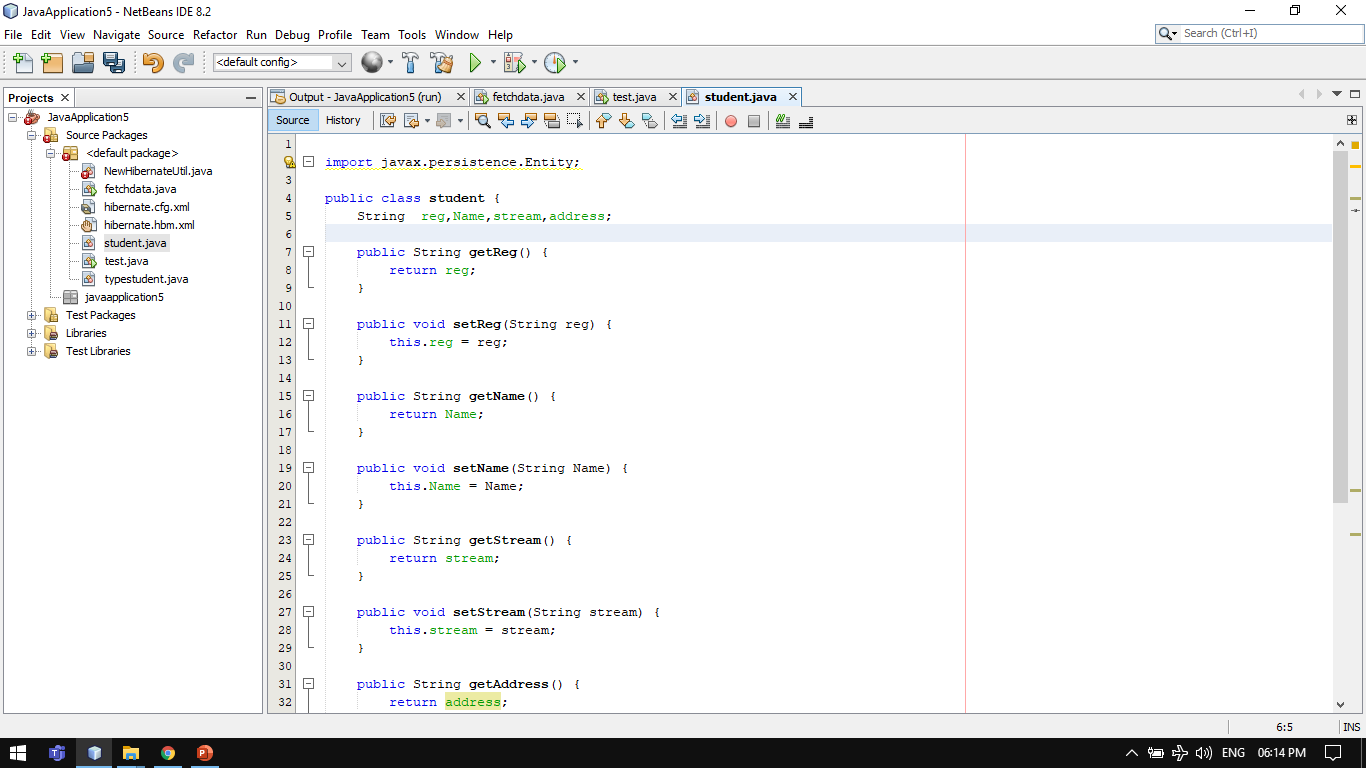 JavaApplication5 - NetBeans IDE 8.2
File Edit View Navigate Source Refactor Run Debug Profile Team Tools Window Help
Search (Ctrl+I)
<default config>
Projects
Output - JavaApplication5 (run)
fetchdata.java
test.java
student.java
Source
History
JavaApplication5
Source Packages
<default package>
NewHibernateUtil.java
fetchdata.java
hibernate.cfg.xml
hibernate.hbm.xml
student.java
test.java
typestudent.java
javaapplication5
Test Packages
Libraries
Test Libraries
1
import javax.persistence.Entity;
3
4 public class student {
5 String  reg,Name,stream,address;
6
7 public String getReg() {
8 return reg;
9 }
10
11 public void setReg(String reg) {
12 this.reg = reg;
13 }
14
15 public String getName() {
16 return Name;
17 }
18
19 public void setName(String Name) {
20 this.Name = Name;
21 }
22
23 public String getStream() {
24 return stream;
25 }
26
27 public void setStream(String stream) {
28 this.stream = stream;
29 }
30
31 public String getAddress() {
32 return address;
6:5
INS
ENG
06:14 PM